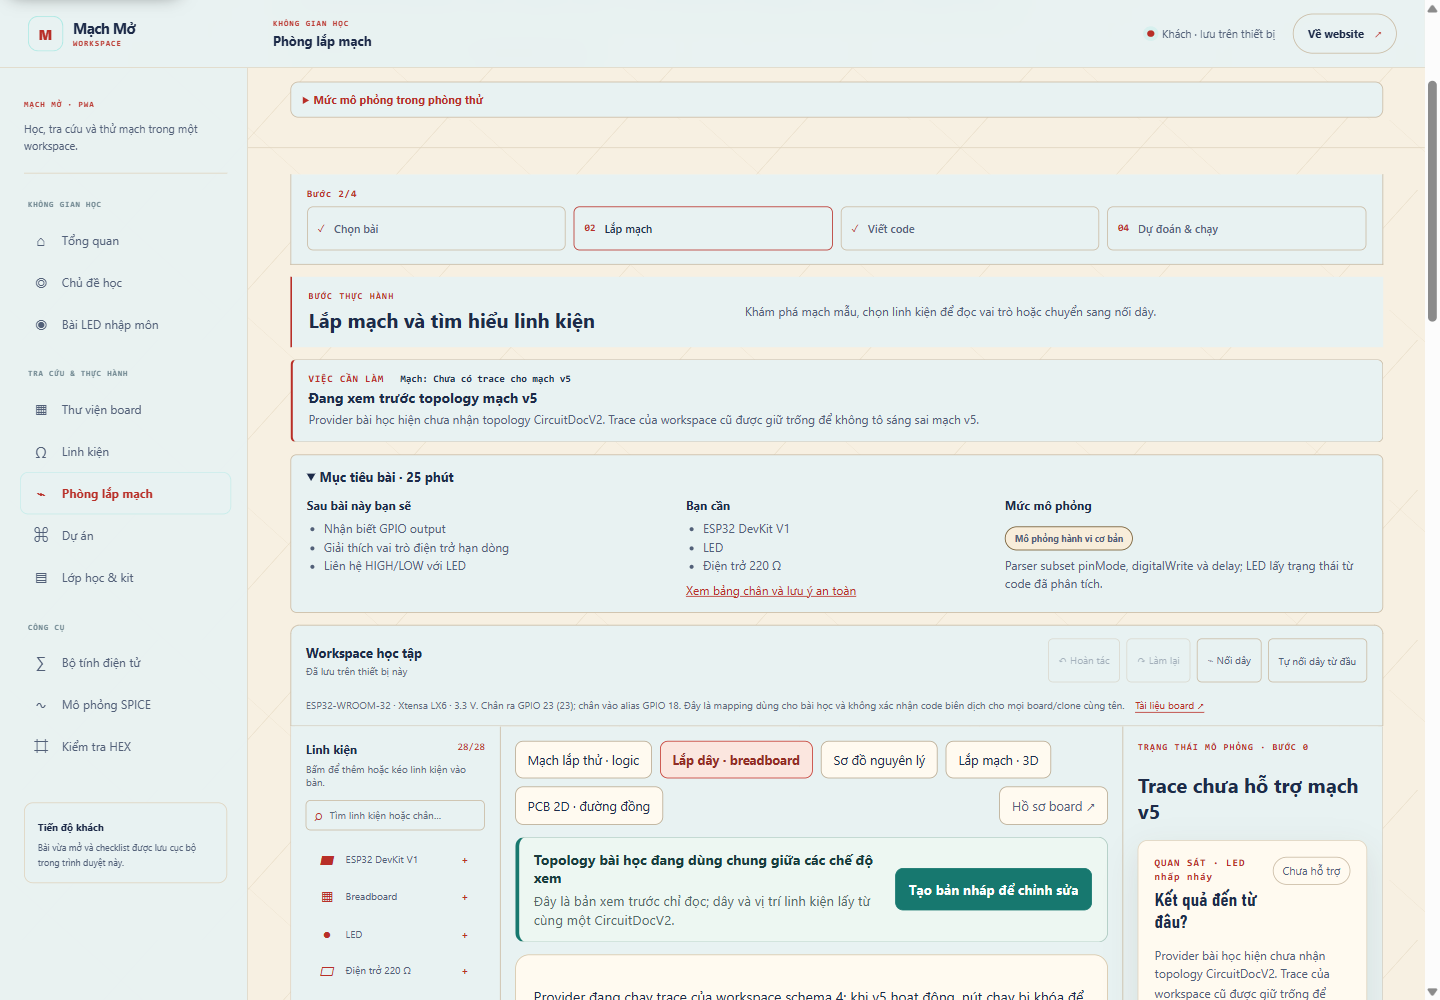 M
Mạch Mở
WORKSPACE
KHÔNG GIAN HỌC
Phòng lắp mạch
Khách · lưu trên thiết bị
Về website ↗
MẠCH MỞ · PWA
Học, tra cứu và thử mạch trong một
workspace.
KHÔNG GIAN HỌC
Tổng quan
Chủ đề học
Bài LED nhập môn
TRA CỨU & THỰC HÀNH
Thư viện board
Linh kiện
Phòng lắp mạch
Dự án
Lớp học & kit
CÔNG CỤ
Bộ tính điện tử
Mô phỏng SPICE
Kiểm tra HEX
Tiến độ khách
Bài vừa mở và checklist được lưu cục bộ
trong trình duyệt này.
▶ Mức mô phỏng trong phòng thử
Bước 2/4
✓ Chọn bài
02 Lắp mạch
✓ Viết code
04 Dự đoán & chạy
BƯỚC THỰC HÀNH
Lắp mạch và tìm hiểu linh kiện
Khám phá mạch mẫu, chọn linh kiện để đọc vai trò hoặc chuyển sang nối dây.
VIỆC CẦN LÀM Mạch: Chưa có trace cho mạch v5
Đang xem trước topology mạch v5
Provider bài học hiện chưa nhận topology CircuitDocV2. Trace của workspace cũ được giữ trống để không tô sáng sai mạch v5.
▼ Mục tiêu bài · 25 phút
Sau bài này bạn sẽ
• Nhận biết GPIO output
• Giải thích vai trò điện trở hạn dòng
• Liên hệ HIGH/LOW với LED
Bạn cần
• ESP32 DevKit V1
• LED
• Điện trở 220 Ω
Xem bảng chân và lưu ý an toàn
Mức mô phỏng
Mô phỏng hành vi cơ bản
Parser subset pinMode, digitalWrite và delay; LED lấy trạng thái từ
code đã phân tích.
Workspace học tập
Đã lưu trên thiết bị này
↶ Hoàn tác
↷ Làm lại
~ Nối dây
Tự nối dây từ đầu
ESP32-WROOM-32 · Xtensa LX6 · 3.3 V. Chân ra GPIO 23 (23); chân vào alias GPIO 18. Đây là mapping dùng cho bài học và không xác nhận code biên dịch cho mọi board/clone cùng tên. Tài liệu board ↗
Linh kiện 28/28
Bấm để thêm hoặc kéo linh kiện vào
bàn.
Tìm linh kiện hoặc chân...
ESP32 DevKit V1 +
Breadboard +
LED +
Điện trở 220 Ω +
Mạch lắp thử · logic
Lắp dây · breadboard
Sơ đồ nguyên lý
Lắp mạch · 3D
PCB 2D · đường đồng
Hồ sơ board ↗
Topology bài học đang dùng chung giữa các chế độ
xem
Đây là bản xem trước chỉ đọc; dây và vị trí linh kiện lấy từ
cùng một CircuitDocV2.
Tạo bản nháp để chỉnh sửa
Provider đang chạy trace của workspace schema 4; khi v5 hoạt động, nút chạy bị khóa để
TRẠNG THÁI MÔ PHỎNG · BƯỚC 0
Trace chưa hỗ trợ mạch
v5
QUAN SÁT · LED
nhấp nháy
Chưa hỗ trợ
Kết quả đến từ
đâu?
Provider bài học hiện chưa nhận
topology CircuitDocV2. Trace của
workspace cũ được giữ trống để